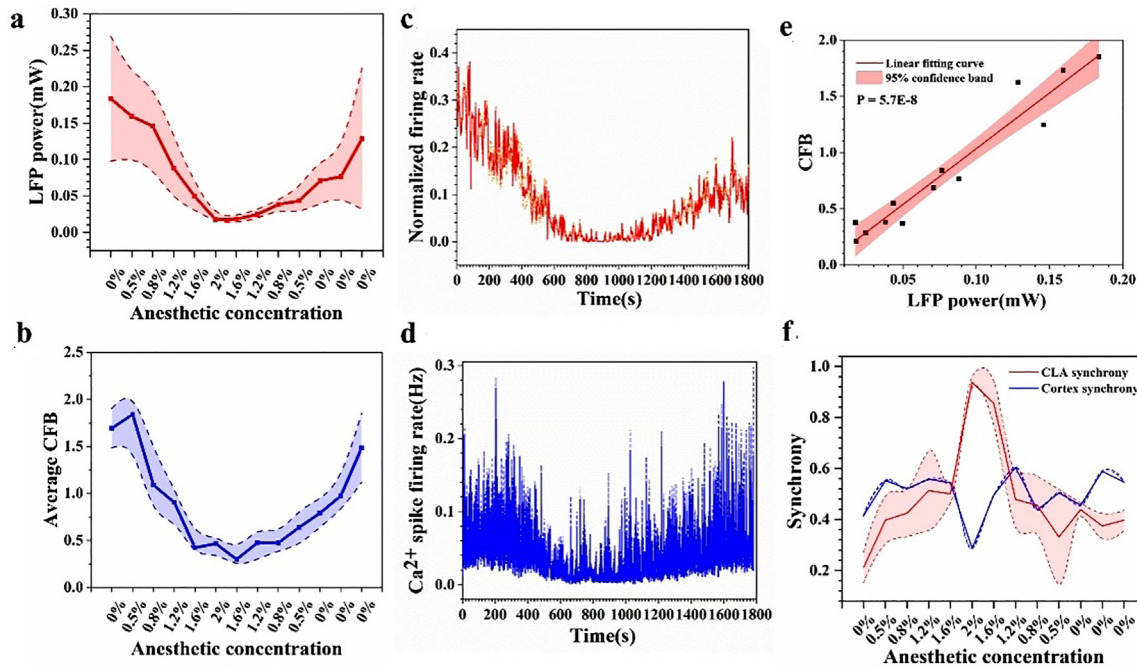 a
0.30
0.25
0.20
0.15
0.10
0.05
0.00
LFP power(mW)
0%
0.5%
0.8%
1.2%
1.6%
2%
1.6%
1.2%
0.8%
0.5%
0%
0%
0%
Anesthetic concentration
b
2.5
2.0
1.5
1.0
0.5
0.0
Average CFB
0%
0.5%
0.8%
1.2%
1.6%
2%
1.6%
1.2%
0.8%
0.5%
0%
0%
0%
Anesthetic concentration
c
0.4
0.3
0.2
0.1
0.0
Normalized firing rate
0 200 400 600 800 1000 1200 1400 1600 1800
Time(s)
d
0.3
0.2
0.1
0.0
Ca2+ spike firing rate(Hz)
0 200 400 600 800 1000 1200 1400 1600 1800
Time(s)
e
2.0
1.5
1.0
0.5
0.0
CFB
Linear fitting curve
95% confidence band
P = 5.7E-8
0.05 0.10 0.15 0.20
LFP power(mW)
f
1.0
0.8
0.6
0.4
0.2
Synchrony
CLA synchrony
Cortex synchrony
0%
0.5%
0.8%
1.2%
1.6%
2%
1.6%
1.2%
0.8%
0.5%
0%
0%
0%
Anesthetic concentration